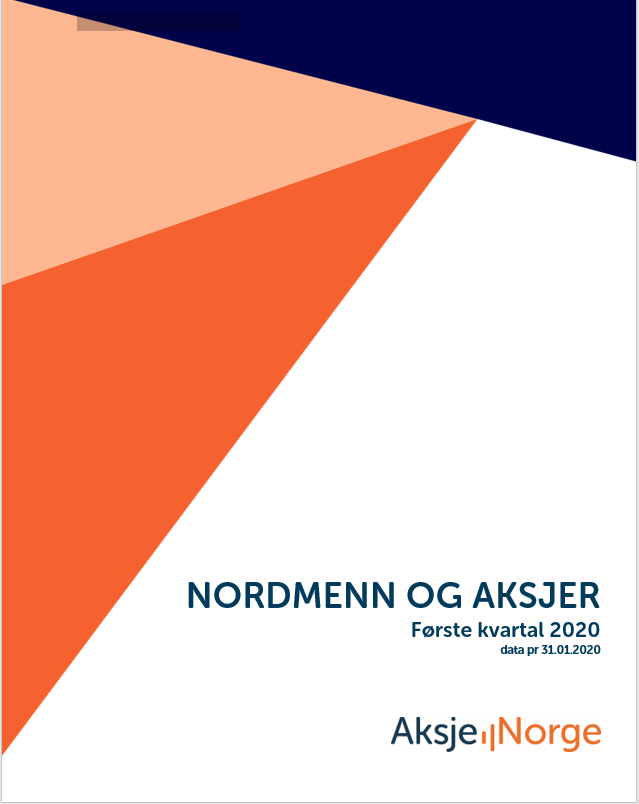 NORDMENN OG AKSJER
Første kvartal 2020
data pr 31.01.2020
AksjeNorge